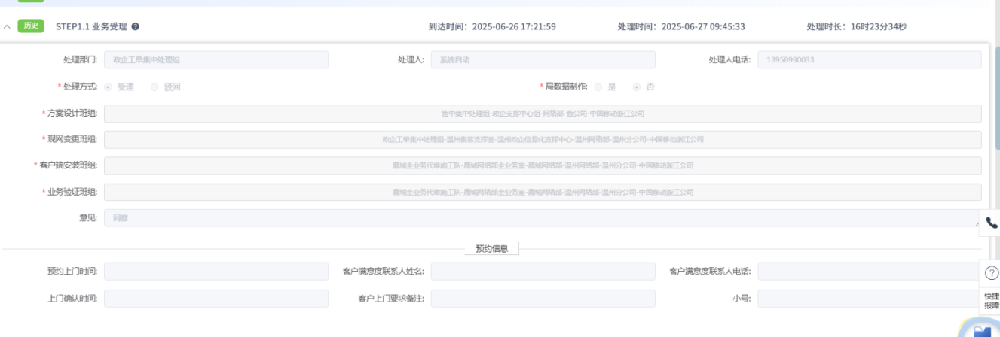 历史 STEP1.1 业务受理 到达时间：2025-06-26 17:21:59 处理时间：2025-06-27 09:45:33 处理时长：16时23分34秒
处理部门: 政企工单集中处理组 处理人: 系统自动 处理人电话: 13958990033
* 处理方式: 受理 驳回 * 局数据制作: 是 否
* 方案设计班组: 售中集中处理组-政企支撑中心组-网络部-省公司-中国移动浙江公司
* 现网变更班组: 政企工单集中处理组-温州集客支撑室-温州政企信息化支撑中心-温州网络部-温州分公司-中国移动浙江公司
* 客户端安装班组: 鹿城全业务代维施工队-鹿城网络部全业务室-鹿城网络部-温州网络部-温州分公司-中国移动浙江公司
* 业务验证班组: 鹿城全业务代维施工队-鹿城网络部全业务室-鹿城网络部-温州网络部-温州分公司-中国移动浙江公司
意见: 同意
预约信息
预约上门时间: 客户满意度联系人姓名: 客户满意度联系人电话:
上门确认时间: 客户上门要求备注: 小号:
快捷
报障